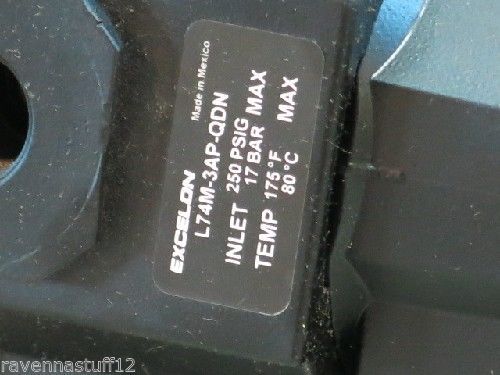 Made in Mexico
EXCELON
L74M-3AP-QDN
INLET 250 PSIG MAX
17 BAR
TEMP 175°F MAX
80°C
ravennastuff12